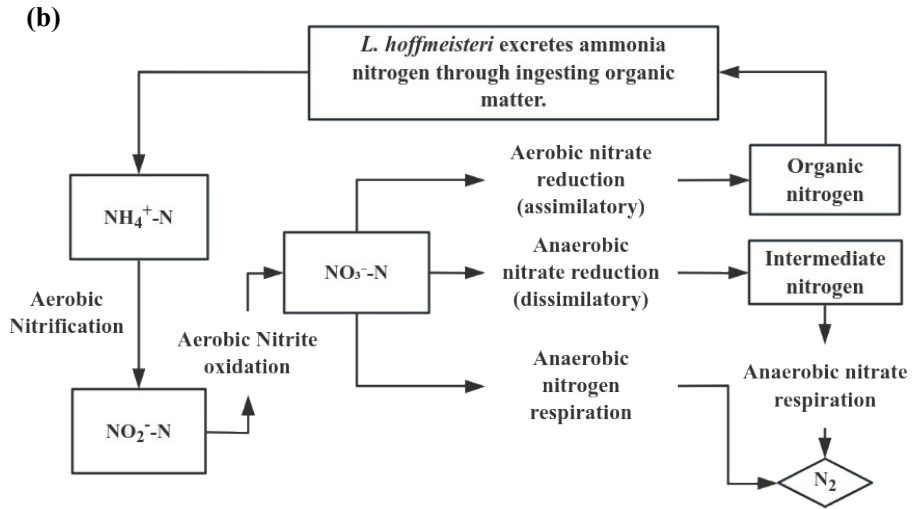 (b)
L. hoffmeisteri excretes ammonia
nitrogen through ingesting organic
matter.
NH₄⁺-N
Aerobic
Nitrification
NO₂⁻-N
Aerobic Nitrite
oxidation
NO₃⁻-N
Aerobic nitrate
reduction
(assimilatory)
Organic
nitrogen
Anaerobic
nitrate reduction
(dissimilatory)
Intermediate
nitrogen
Anaerobic
nitrogen
respiration
Anaerobic nitrate
respiration
N₂